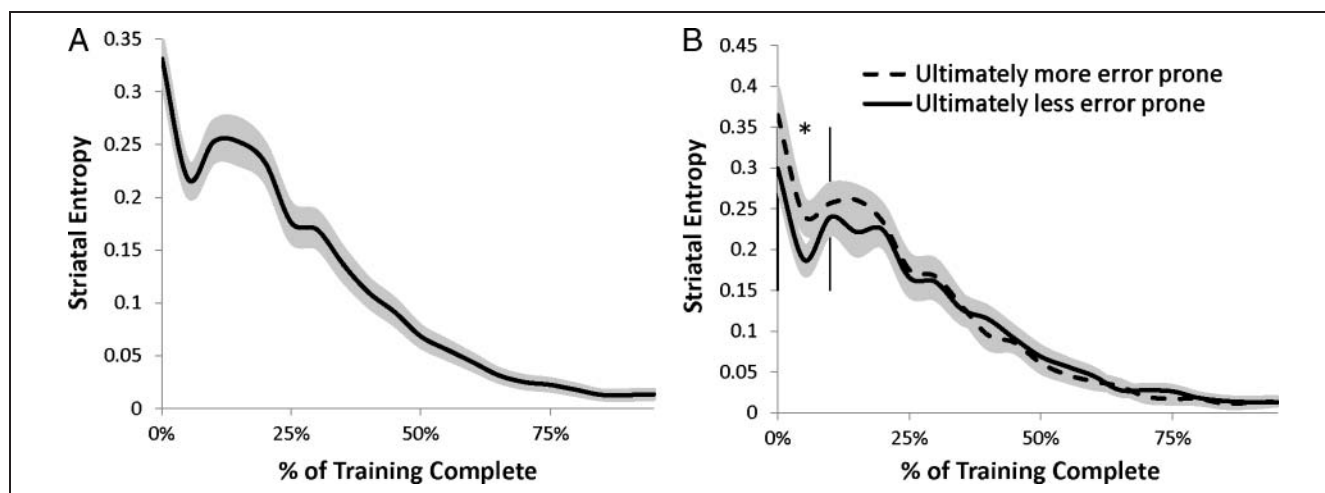 A
0.35
0.3
0.25
0.2
0.15
0.1
0.05
0
Striatal Entropy
0% 25% 50% 75%
% of Training Complete
B
0.45
0.4
0.35
0.3
0.25
0.2
0.15
0.1
0.05
0
Striatal Entropy
Ultimately more error prone
Ultimately less error prone
*
0% 25% 50% 75%
% of Training Complete